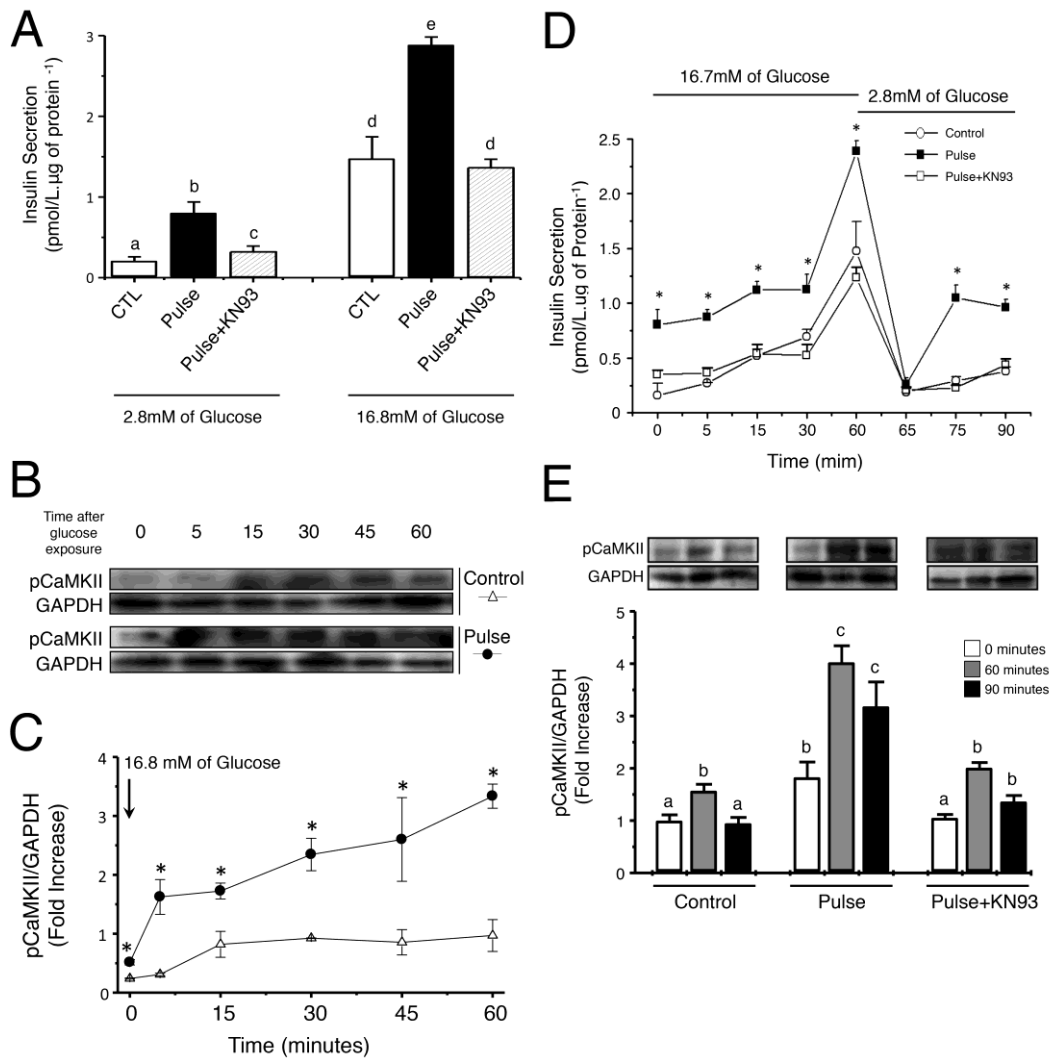 A
Insulin Secretion
(pmol/L.µg of protein ⁻¹)
3
2
1
0
a
b
c
d
e
d
CTL
Pulse
Pulse+KN93
CTL
Pulse
Pulse+KN93
2.8mM of Glucose
16.8mM of Glucose
B
Time after
glucose
exposure
0 5 15 30 45 60
pCaMKII
GAPDH
Control
pCaMKII
GAPDH
Pulse
C
16.8 mM of Glucose
pCaMKII/GAPDH
(Fold Increase)
4
3
2
1
0
* * * * * *
0 15 30 45 60
Time (minutes)
D
16.7mM of Glucose
2.8mM of Glucose
Control
Pulse
Pulse+KN93
Insulin Secretion
(pmol/L.ug of Protein⁻¹)
2.5
2.0
1.5
1.0
0.5
0
* * * * * * *
0 5 15 30 60 65 75 90
Time (mim)
E
pCaMKII
GAPDH
pCaMKII/GAPDH
(Fold Increase)
5
4
3
2
1
0
0 minutes
60 minutes
90 minutes
a b a
b c c
a b b
Control
Pulse
Pulse+KN93